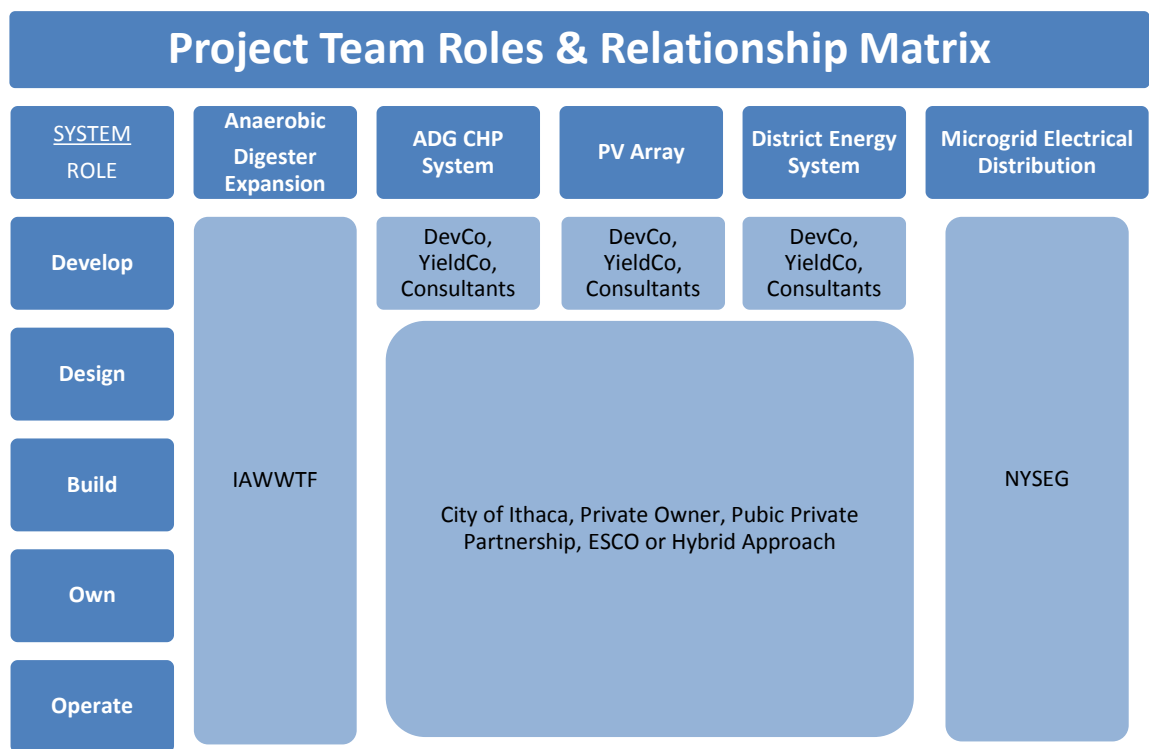 Project Team Roles & Relationship Matrix
SYSTEM
ROLE
Anaerobic
Digester
Expansion
ADG CHP
System
PV Array
District Energy
System
Microgrid Electrical
Distribution
Develop
DevCo,
YieldCo,
Consultants
DevCo,
YieldCo,
Consultants
DevCo,
YieldCo,
Consultants
Design
Build
IAWWTF
City of Ithaca, Private Owner, Pubic Private
Partnership, ESCO or Hybrid Approach
NYSEG
Own
Operate